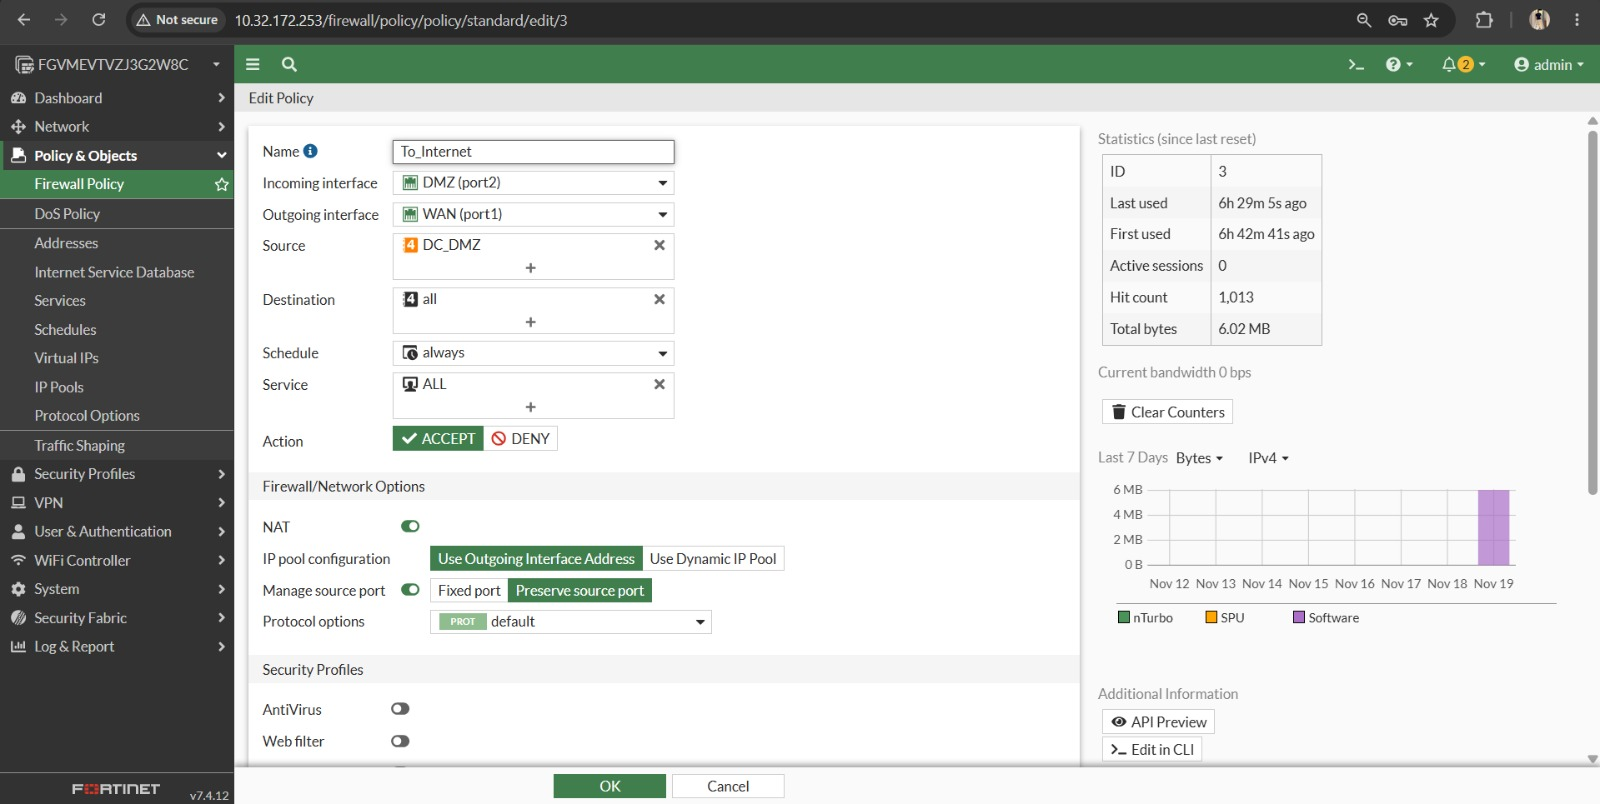 Not secure 10.32.172.253/firewall/policy/policy/standard/edit/3
FGVMEVTVZJ3G2W8C
Dashboard
Network
Policy & Objects
Firewall Policy
DoS Policy
Addresses
Internet Service Database
Services
Schedules
Virtual IPs
IP Pools
Protocol Options
Traffic Shaping
Security Profiles
VPN
User & Authentication
WiFi Controller
System
Security Fabric
Log & Report
FORTINET
v7.4.12
2 admin
Edit Policy
Name To_Internet
Incoming interface DMZ (port2)
Outgoing interface WAN (port1)
Source 4 DC_DMZ
+
Destination 4 all
+
Schedule always
Service ALL
+
Action ACCEPT DENY
Firewall/Network Options
NAT
IP pool configuration Use Outgoing Interface Address Use Dynamic IP Pool
Manage source port Fixed port Preserve source port
Protocol options PROT default
Security Profiles
AntiVirus
Web filter
OK Cancel
Statistics (since last reset)
ID 3
Last used 6h 29m 5s ago
First used 6h 42m 41s ago
Active sessions 0
Hit count 1,013
Total bytes 6.02 MB
Current bandwidth 0 bps
Clear Counters
Last 7 Days Bytes IPv4
6 MB
4 MB
2 MB
0 B
Nov 12 Nov 13 Nov 14 Nov 15 Nov 16 Nov 17 Nov 18 Nov 19
nTurbo SPU Software
Additional Information
API Preview
>_ Edit in CLI